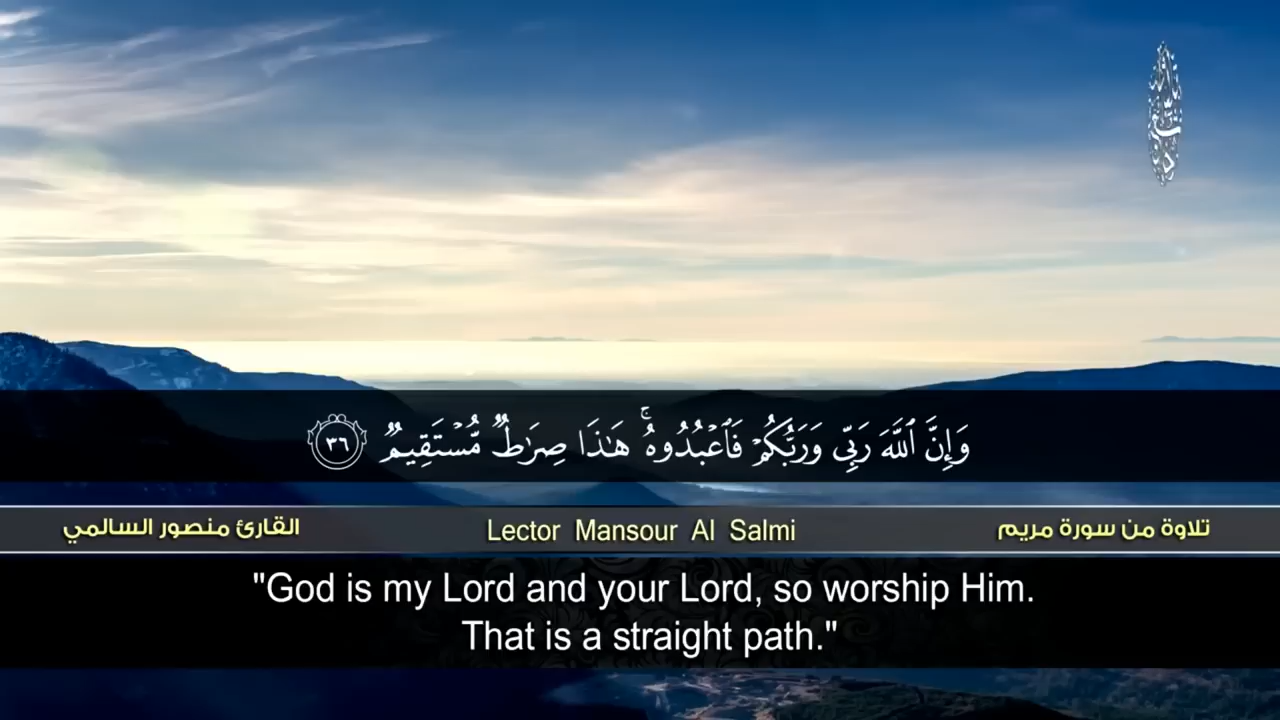 وَإِنَّ ٱللَّهَ رَبِّى وَرَبُّكُمْ فَٱعْبُدُوهُ ۚ هَٰذَا صِرَٰطٌ مُّسْتَقِيمٌ ٣٦
تلاوة من سورة مريم Lector Mansour Al Salmi القارئ منصور السالمي
"God is my Lord and your Lord, so worship Him.
That is a straight path."